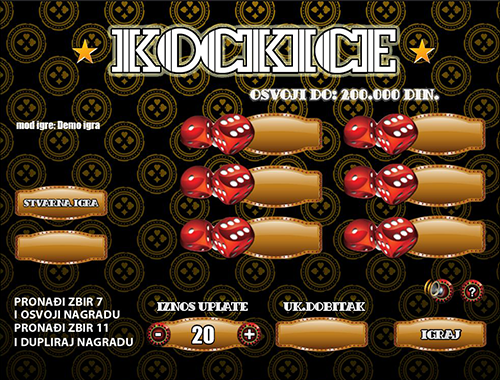 KOCKICE
OSVOJI DO: 200.000 DIN.
mod igre: Demo igra
STVARNA IGRA
PRONAĐI ZBIR 7
I OSVOJI NAGRADU
PRONAĐI ZBIR 11
I DUPLIRAJ NAGRADU
IZNOS UPLATE
- 20 +
UK.DOBITAK
?
IGRAJ